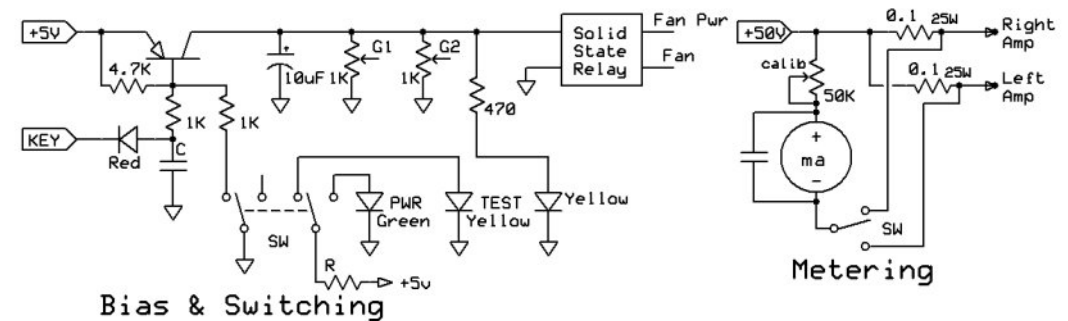 +5V
4.7K
1K
1K
KEY
Red
C
10uF
1K
G1
1K
G2
470
Solid
State
Relay
Fan Pwr
Fan
PWR
Green
TEST
Yellow
Yellow
SW
R
+5v
Bias & Switching
+50V
0.1 25W
Right
Amp
0.1 25W
Left
Amp
calib
50K
+
ma
-
SW
Metering